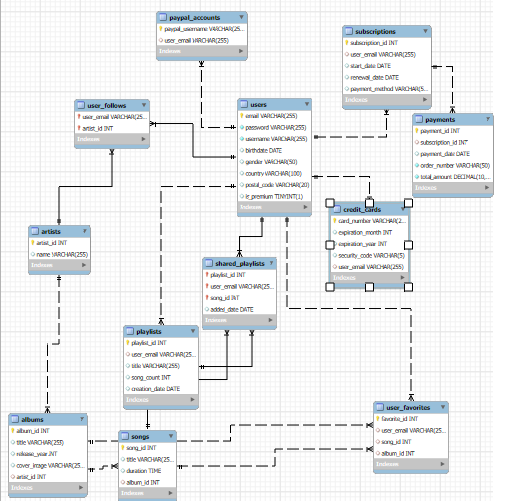 paypal_accounts
paypal_username VARCHAR(25...
user_email VARCHAR(255)
Indexes
subscriptions
subscription_id INT
user_email VARCHAR(255)
start_date DATE
renewal_date DATE
payment_method VARCHAR(5...
Indexes
user_follows
user_email VARCHAR(25...
artist_id INT
Indexes
users
email VARCHAR(255)
password VARCHAR(255)
username VARCHAR(255)
birthdate DATE
gender VARCHAR(50)
country VARCHAR(100)
postal_code VARCHAR(20)
is_premium TINYINT(1)
Indexes
payments
payment_id INT
subscription_id INT
payment_date DATE
order_number VARCHAR(50)
total_amount DECIMAL(10,...
Indexes
credit_cards
card_number VARCHAR(2...
expiration_month INT
expiration_year INT
security_code VARCHAR(5)
user_email VARCHAR(255)
Indexes
artists
artist_id INT
name VARCHAR(255)
Indexes
shared_playlists
playlist_id INT
user_email VARCHAR(25...
song_id INT
added_date DATE
Indexes
playlists
playlist_id INT
user_email VARCHAR(25...
title VARCHAR(255)
song_count INT
creation_date DATE
Indexes
albums
album_id INT
title VARCHAR(255)
release_year INT
cover_image VARCHAR(25...
artist_id INT
Indexes
songs
song_id INT
title VARCHAR(25...
duration TIME
album_id INT
Indexes
user_favorites
favorite_id INT
user_email VARCHAR(25...
song_id INT
album_id INT
Indexes